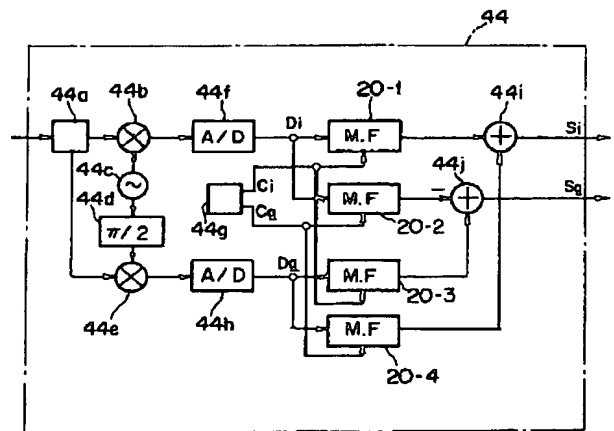 44
44a
44b
44f
20-1
44i
A/D
Di
M.F
Si
44c
Ci
44j
Sq
44d
Cq
M.F
π/2
44g
20-2
Dq
A/D
M.F
44e
44h
20-3
M.F
20-4